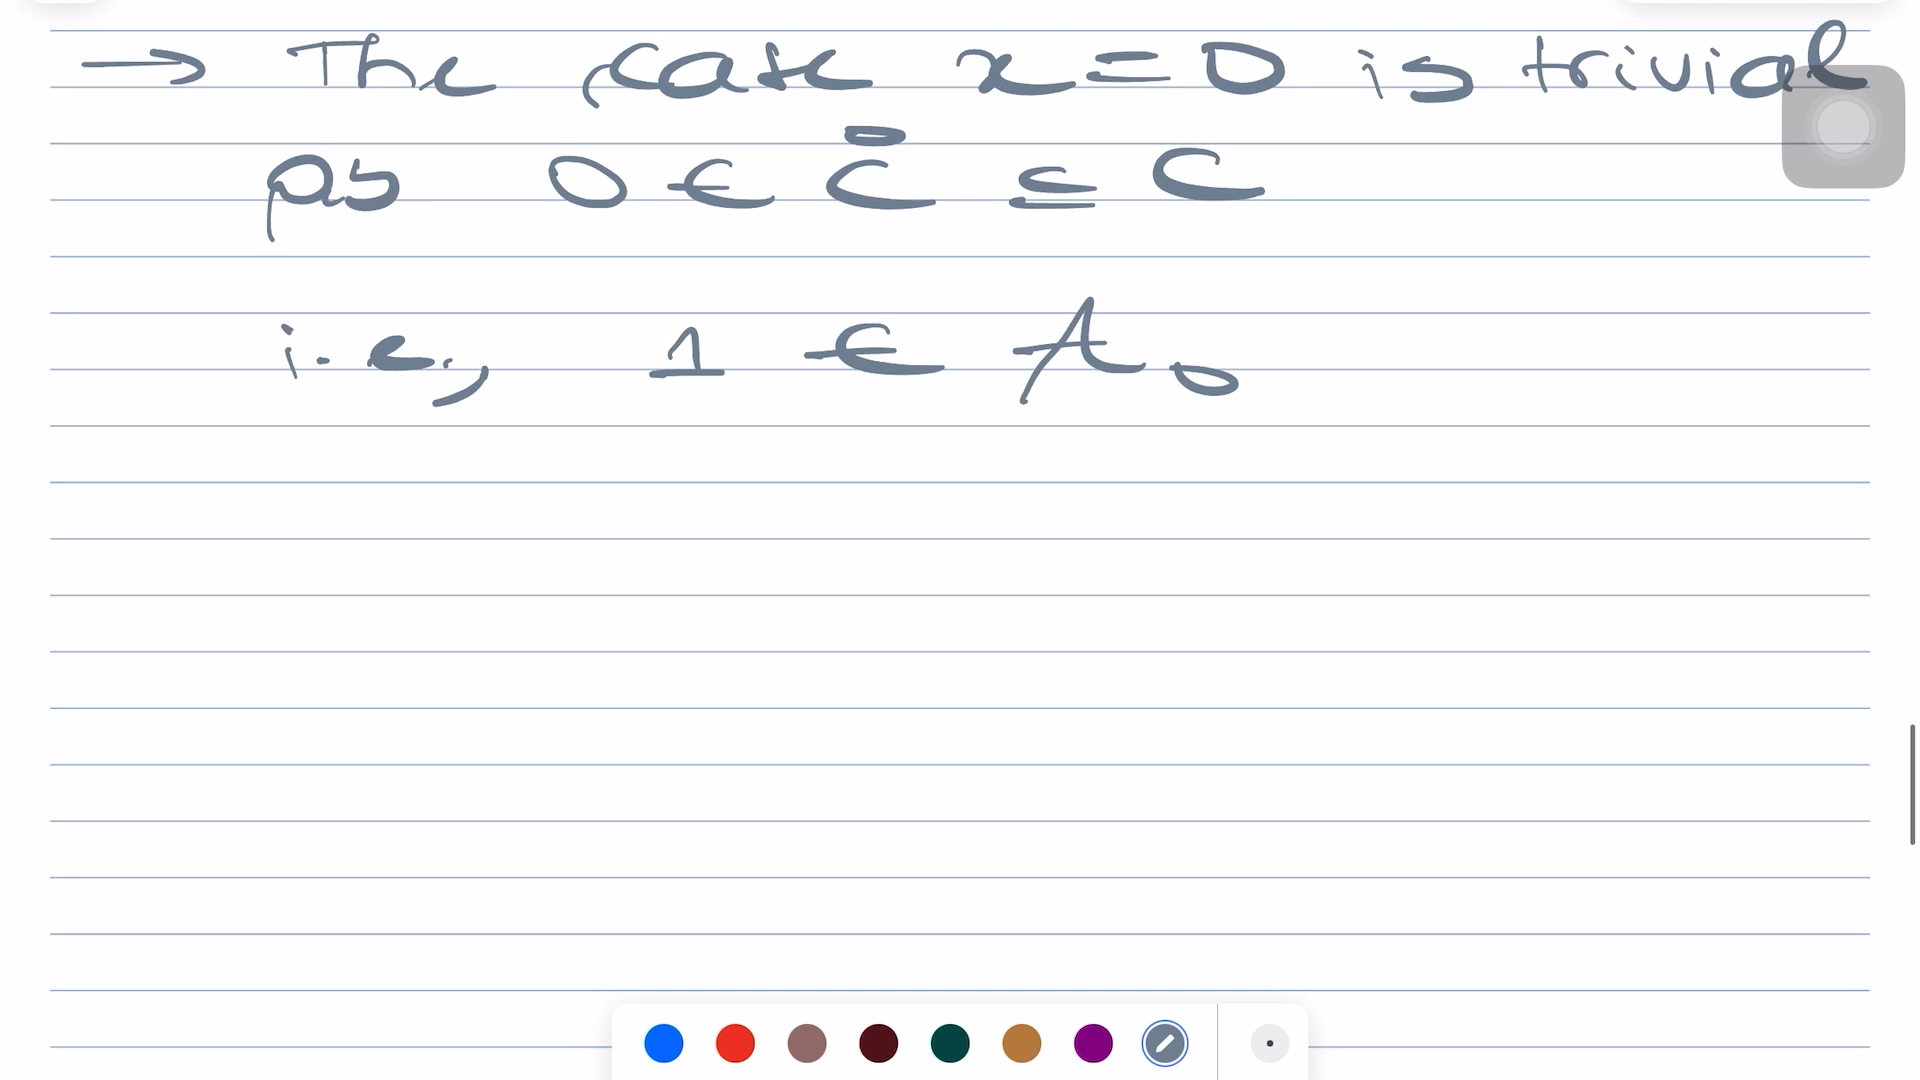 → The case x = 0 is trivial
as 0 ∈ C̊ ⊆ C
i.e., 1 ∈ A₀